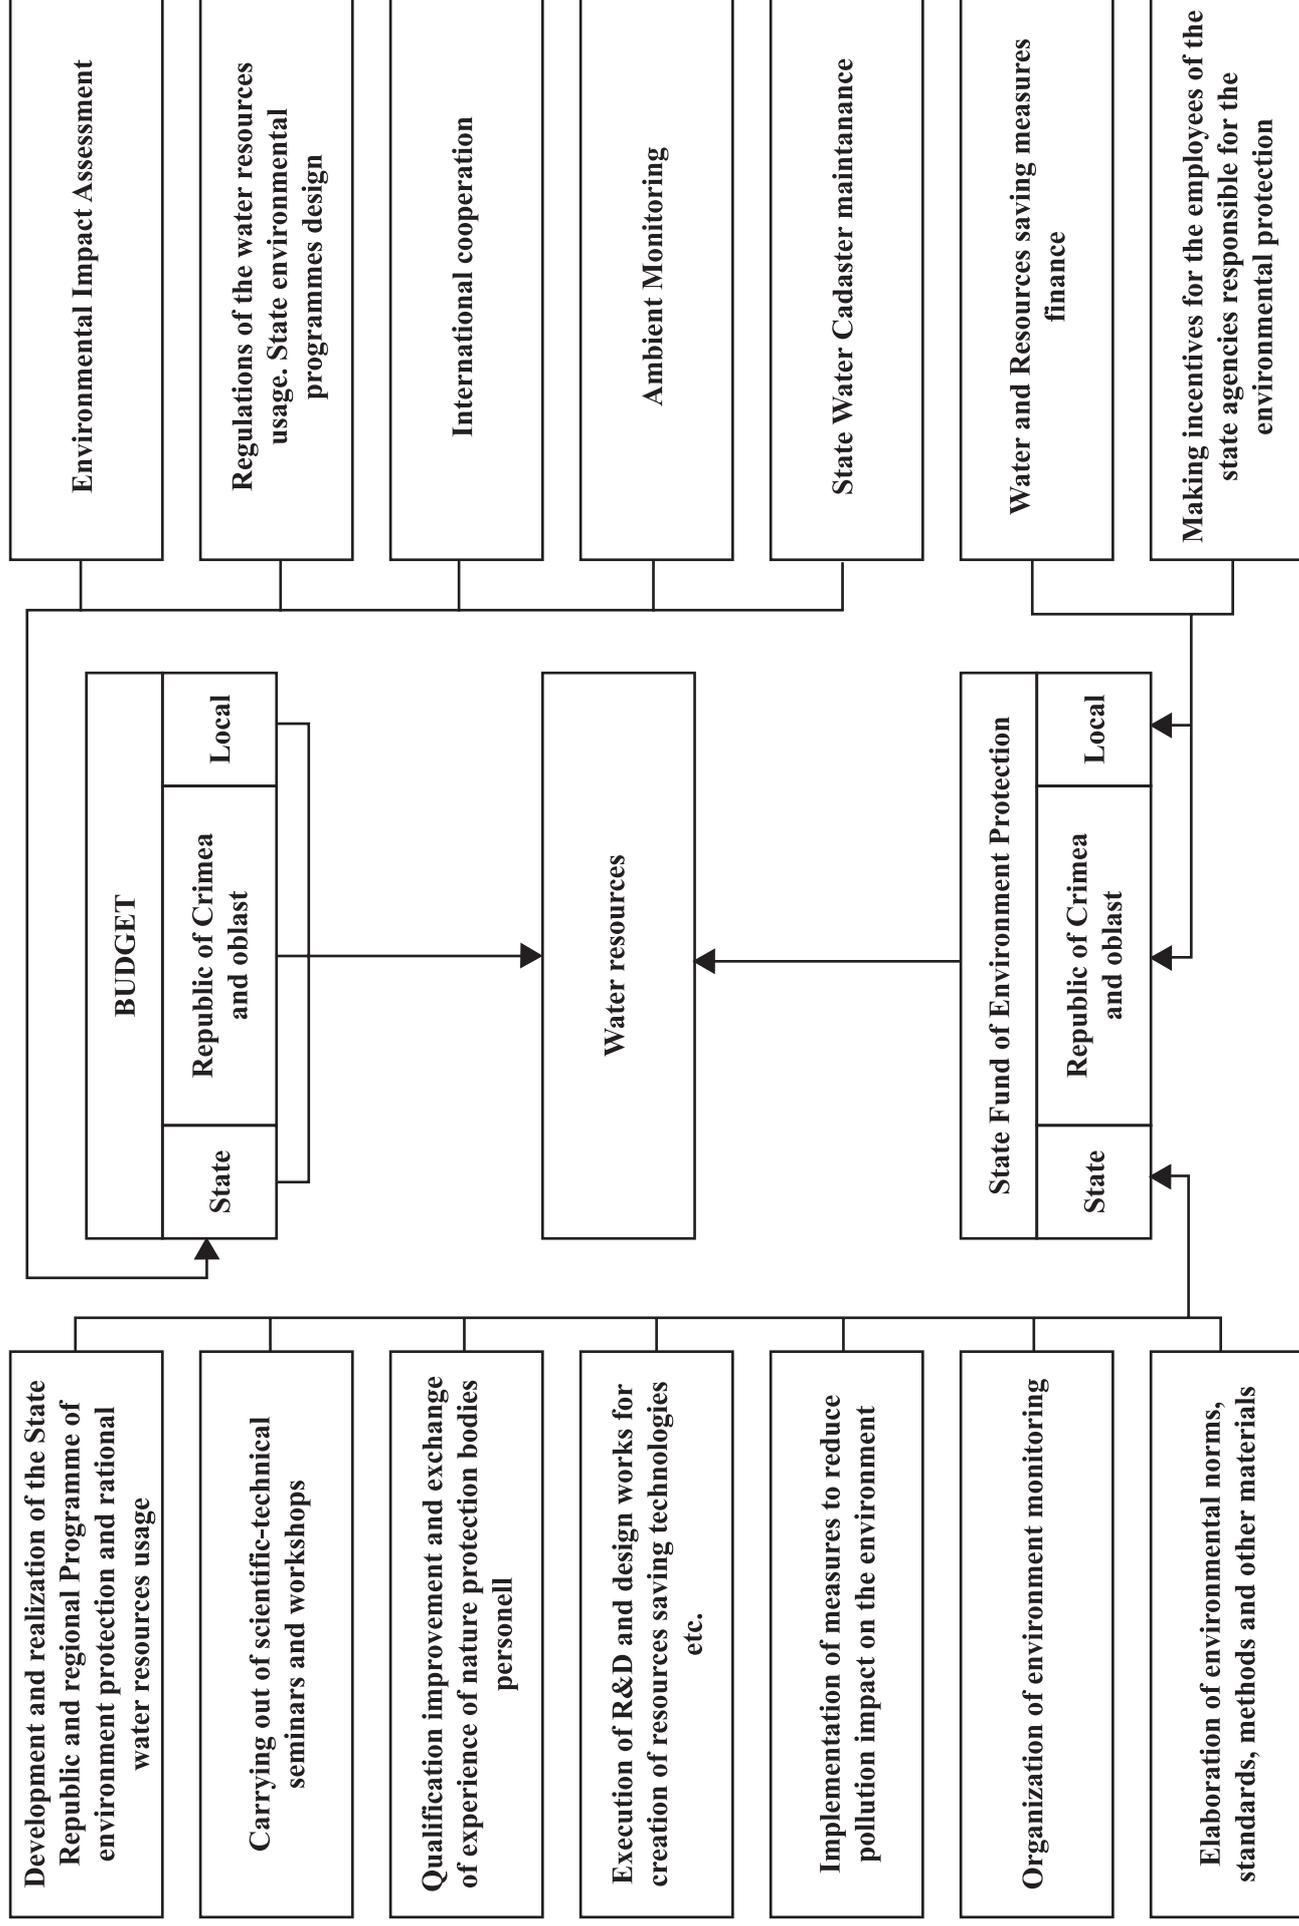 Development and realization of the State
Republic and regional Programme of
environment protection and rational
water resources usage
Carrying out of scientific-technical
seminars and workshops
Qualification improvement and exchange
of experience of nature protection bodies
personell
Execution of R&D and design works for
creation of resources saving technologies
etc.
Implementation of measures to reduce
pollution impact on the environment
Organization of environment monitoring
Elaboration of environmental norms,
standards, methods and other materials
BUDGET
State
Republic of Crimea
and oblast
Local
Water resources
State Fund of Environment Protection
State
Republic of Crimea
and oblast
Local
Environmental Impact Assessment
Regulations of the water resources
usage. State environmental
programmes design
International cooperation
Ambient Monitoring
State Water Cadaster maintanance
Water and Resources saving measures
finance
Making incentives for the employees of the
state agencies responsible for the
environmental protection